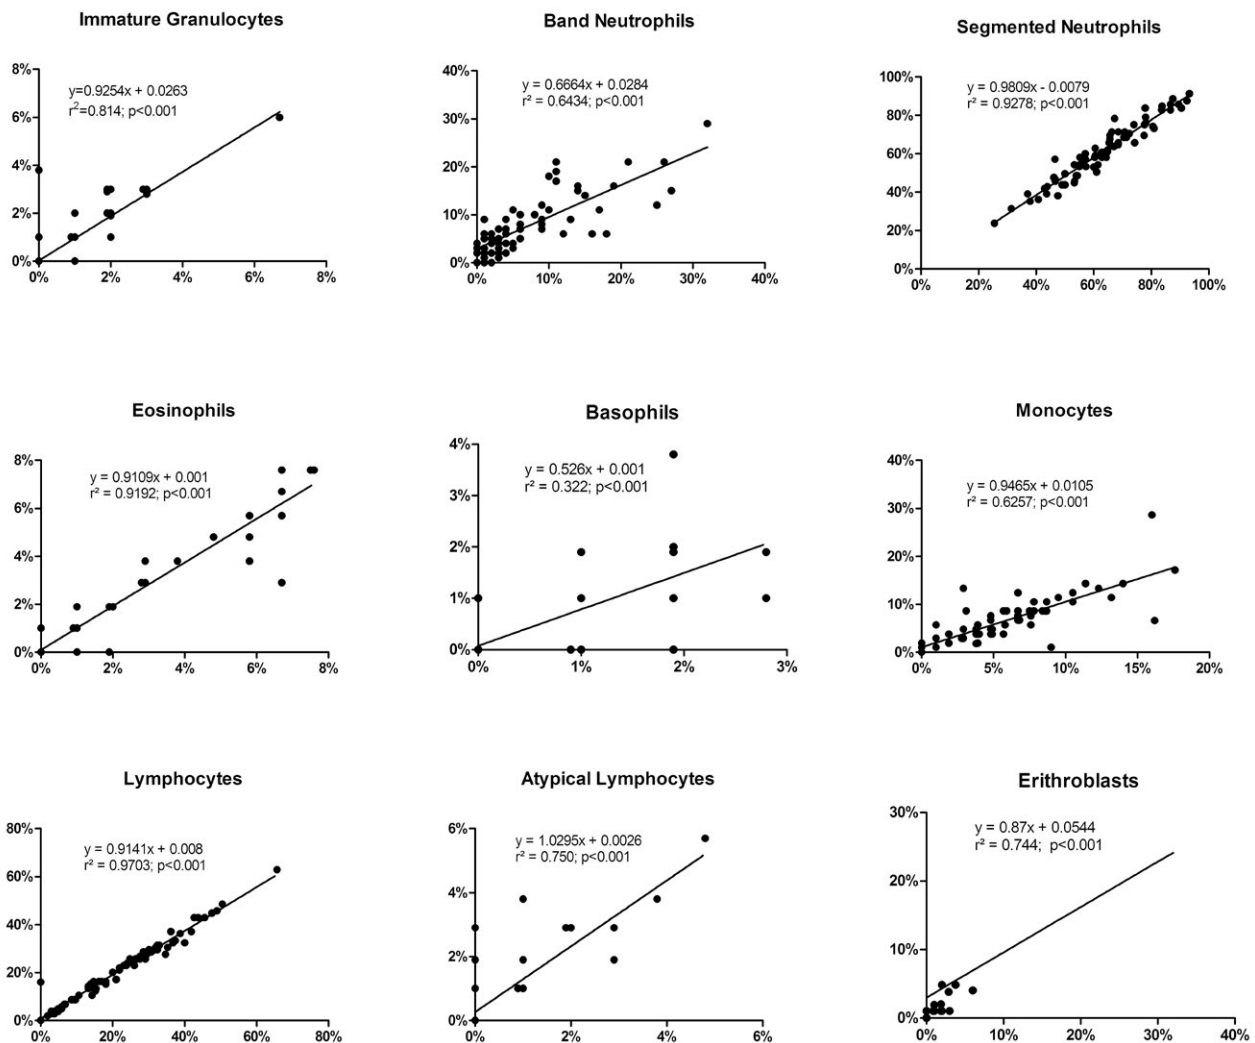 Immature Granulocytes
8%
6%
4%
2%
0%
y=0.9254x + 0.0263
r²=0.814; p<0.001
0% 2% 4% 6% 8%
Band Neutrophils
40%
30%
20%
10%
0%
y = 0.6664x + 0.0284
r² = 0.6434; p<0.001
0% 10% 20% 30% 40%
Segmented Neutrophils
100%
80%
60%
40%
20%
0%
y = 0.9809x - 0.0079
r² = 0.9278; p<0.001
0% 20% 40% 60% 80% 100%
Eosinophils
8%
6%
4%
2%
0%
y = 0.9109x + 0.001
r² = 0.9192; p<0.001
0% 2% 4% 6% 8%
Basophils
4%
3%
2%
1%
0%
y = 0.526x + 0.001
r² = 0.322; p<0.001
0% 1% 2% 3%
Monocytes
40%
30%
20%
10%
0%
y = 0.9465x + 0.0105
r² = 0.6257; p<0.001
0% 5% 10% 15% 20%
Lymphocytes
80%
60%
40%
20%
0%
y = 0.9141x + 0.008
r² = 0.9703; p<0.001
0% 20% 40% 60% 80%
Atypical Lymphocytes
6%
4%
2%
0%
y = 1.0295x + 0.0026
r² = 0.750; p<0.001
0% 2% 4% 6%
Erithroblasts
30%
20%
10%
0%
y = 0.87x + 0.0544
r² = 0.744; p<0.001
0% 10% 20% 30% 40%